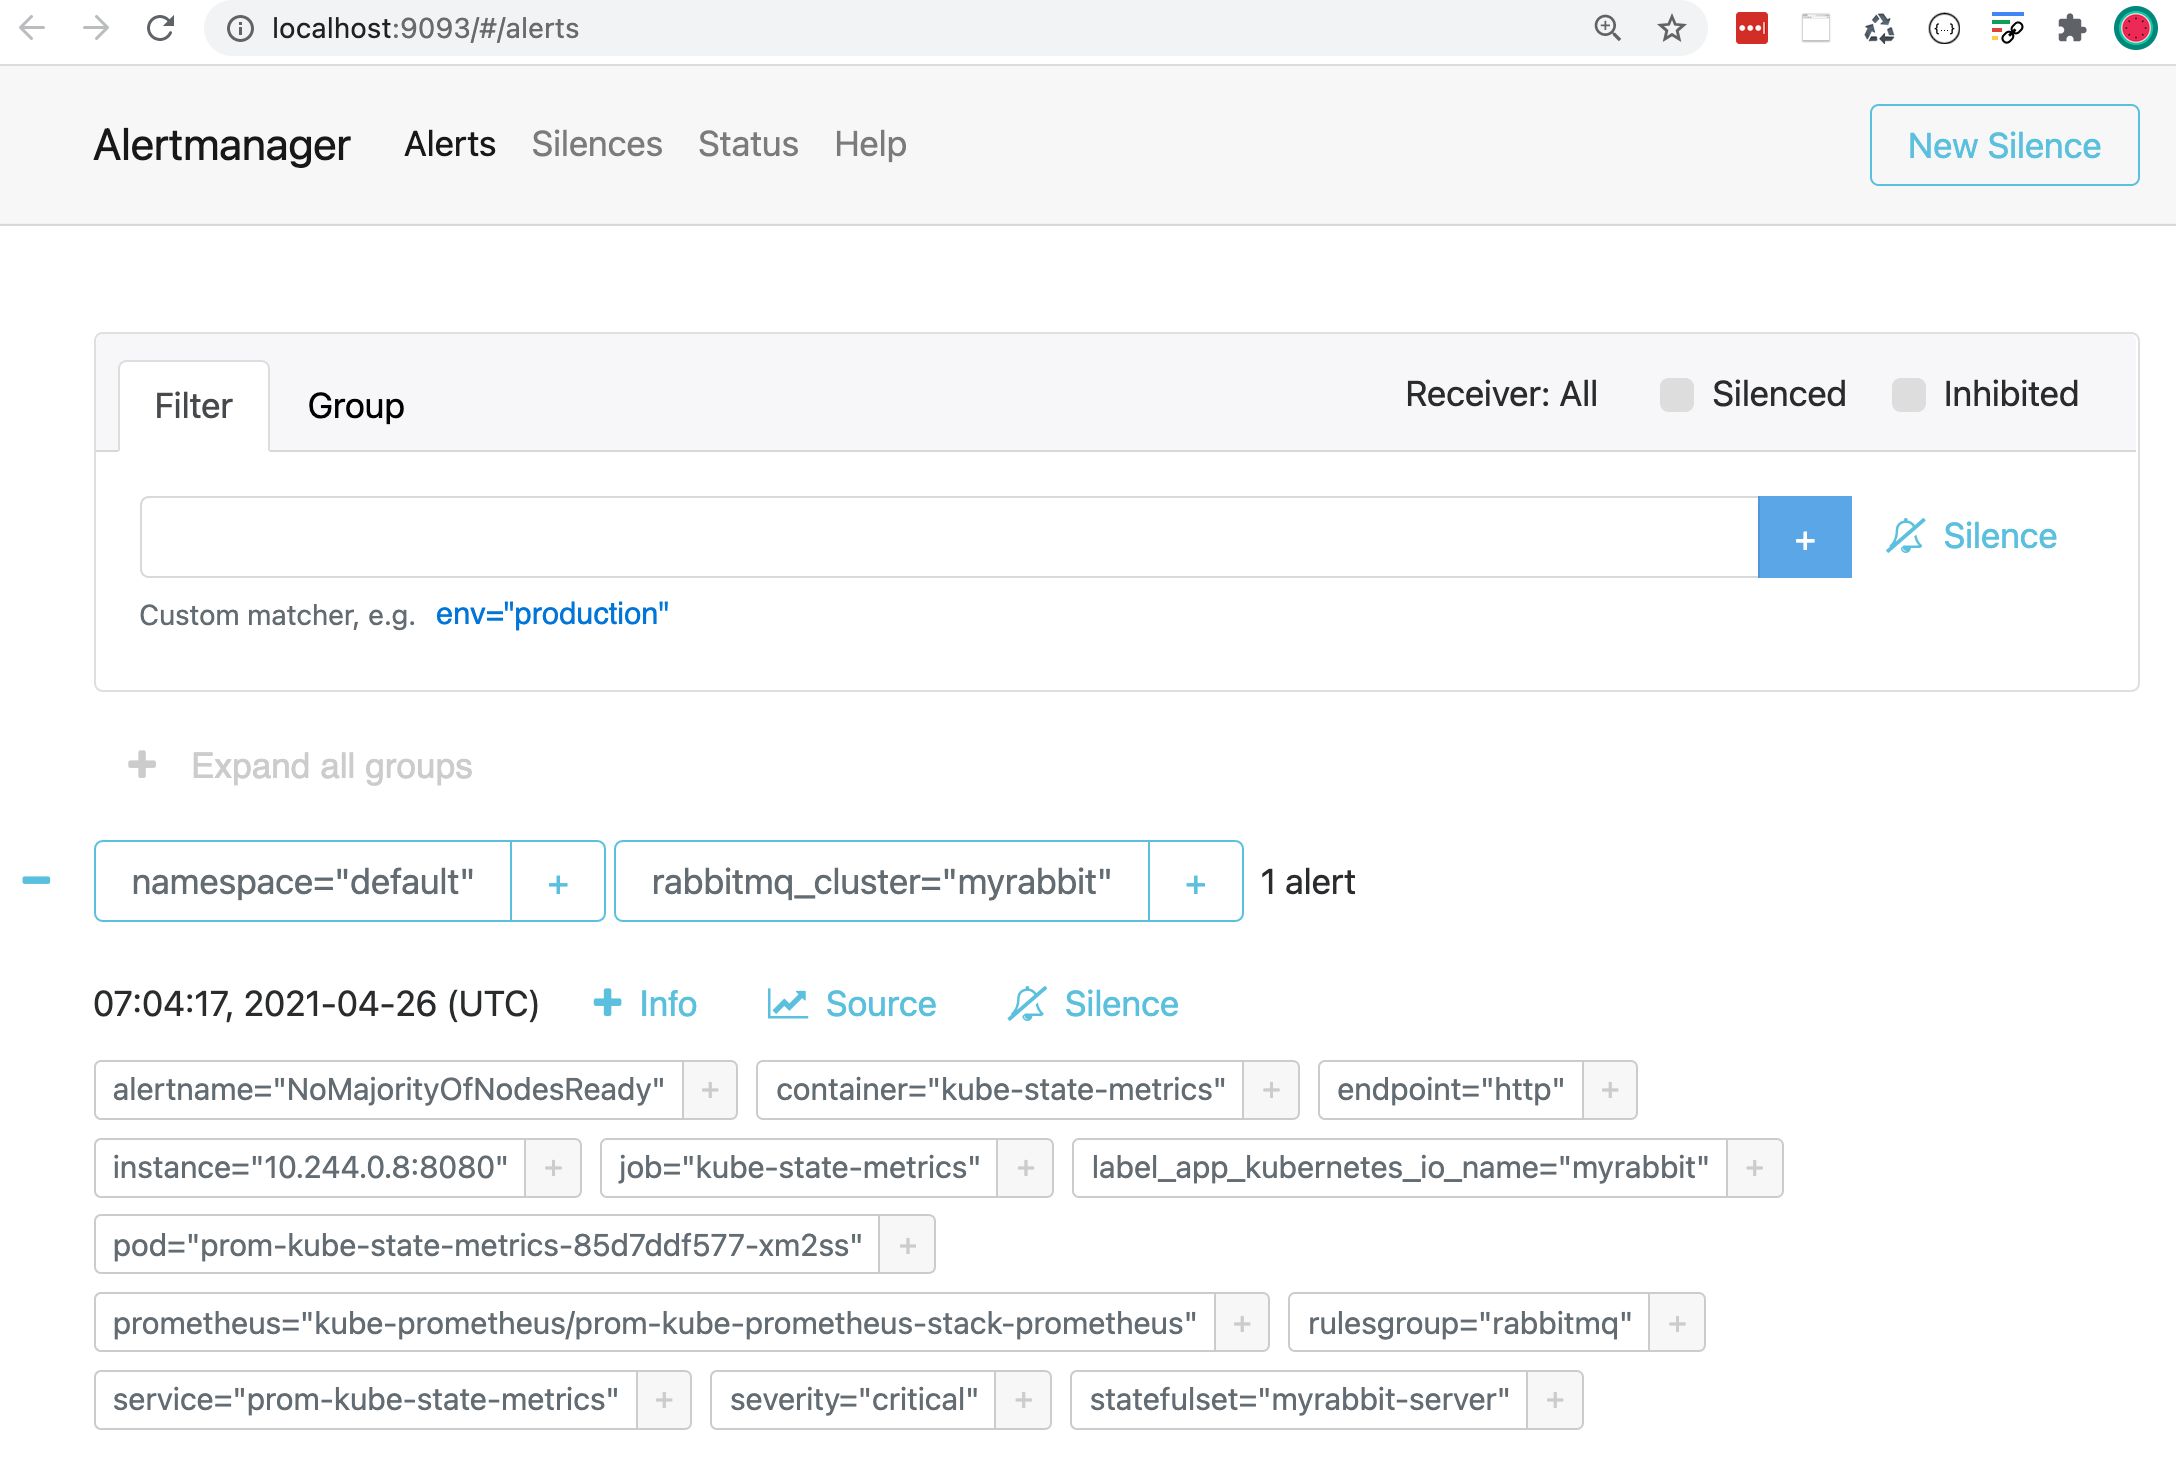 localhost:9093/#/alerts
Alertmanager Alerts Silences Status Help New Silence
Filter Group Receiver: All Silenced Inhibited
+ Silence
Custom matcher, e.g. env="production"
+ Expand all groups
namespace="default" + rabbitmq_cluster="myrabbit" + 1 alert
07:04:17, 2021-04-26 (UTC) + Info Source Silence
alertname="NoMajorityOfNodesReady" + container="kube-state-metrics" + endpoint="http" +
instance="10.244.0.8:8080" + job="kube-state-metrics" + label_app_kubernetes_io_name="myrabbit" +
pod="prom-kube-state-metrics-85d7ddf577-xm2ss" +
prometheus="kube-prometheus/prom-kube-prometheus-stack-prometheus" + rulesgroup="rabbitmq" +
service="prom-kube-state-metrics" + severity="critical" + statefulset="myrabbit-server" +